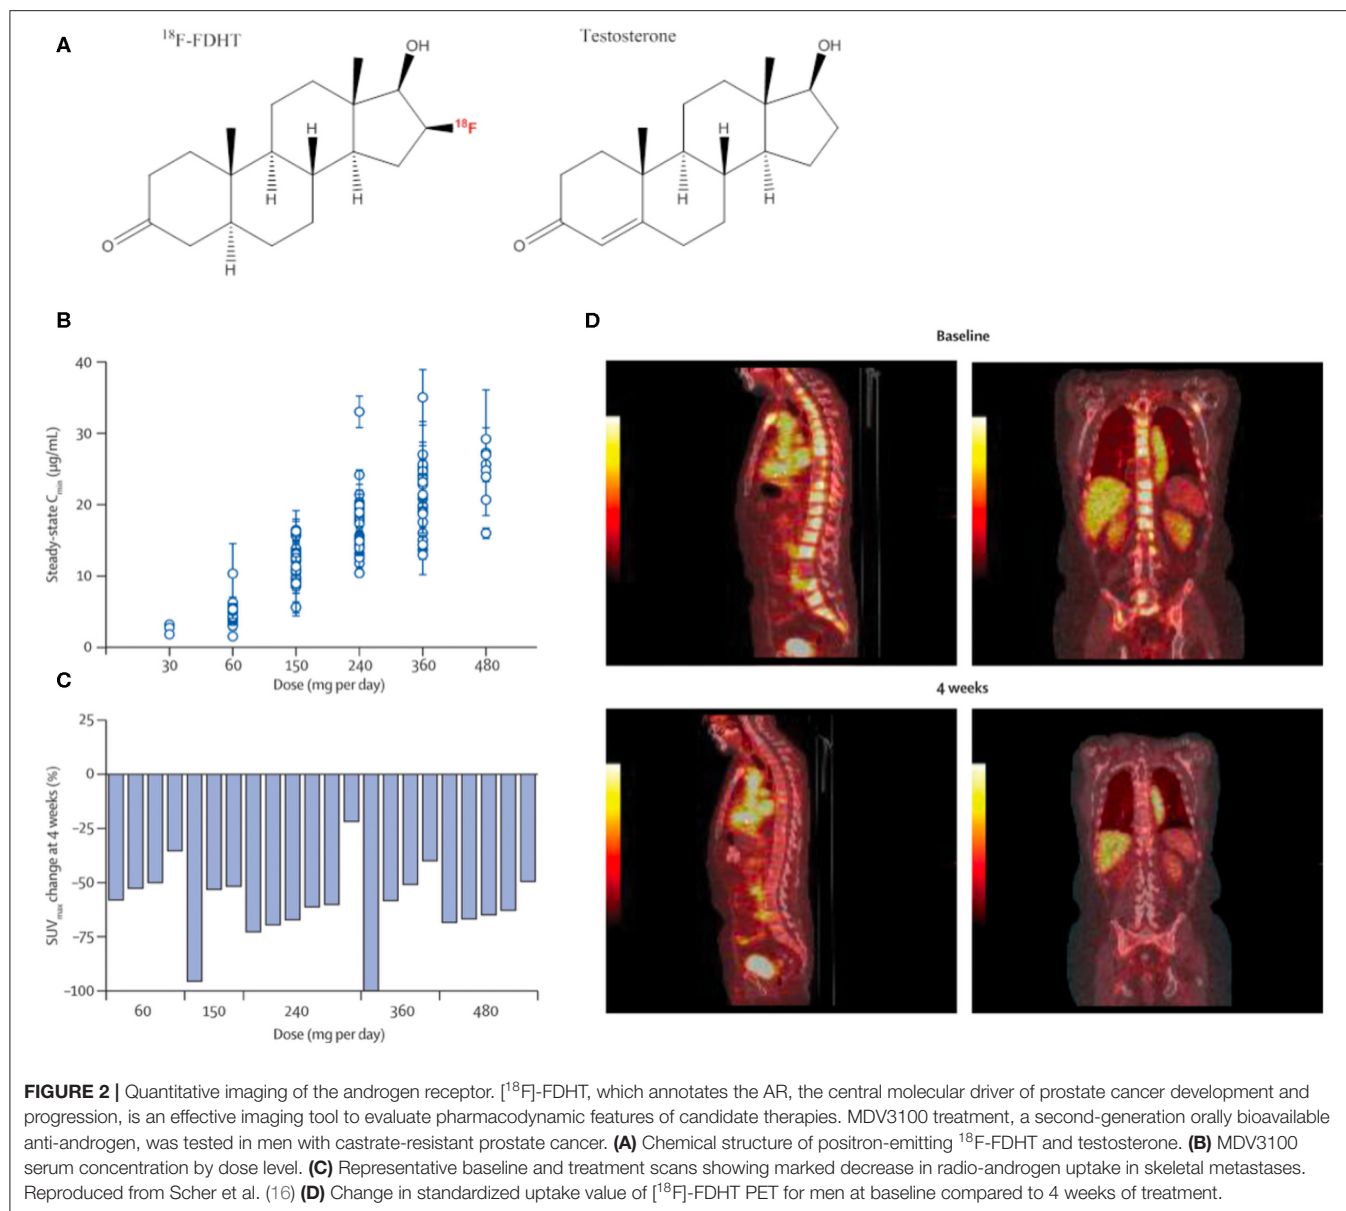 A
18F-FDHT
Testosterone
OH
OH
18F
H
H
H
H
H
H
H
O
O
B
D
Baseline
40
30
20
10
0
Steady-state Cmin (µg/mL)
30 60 150 240 360 480
Dose (mg per day)
C
4 weeks
25
0
−25
−50
−75
−100
SUVmax change at 4 weeks (%)
60 150 240 360 480
Dose (mg per day)
FIGURE 2 | Quantitative imaging of the androgen receptor. [18F]-FDHT, which annotates the AR, the central molecular driver of prostate cancer development and
progression, is an effective imaging tool to evaluate pharmacodynamic features of candidate therapies. MDV3100 treatment, a second-generation orally bioavailable
anti-androgen, was tested in men with castrate-resistant prostate cancer. (A) Chemical structure of positron-emitting 18F-FDHT and testosterone. (B) MDV3100
serum concentration by dose level. (C) Representative baseline and treatment scans showing marked decrease in radio-androgen uptake in skeletal metastases.
Reproduced from Scher et al. (16) (D) Change in standardized uptake value of [18F]-FDHT PET for men at baseline compared to 4 weeks of treatment.